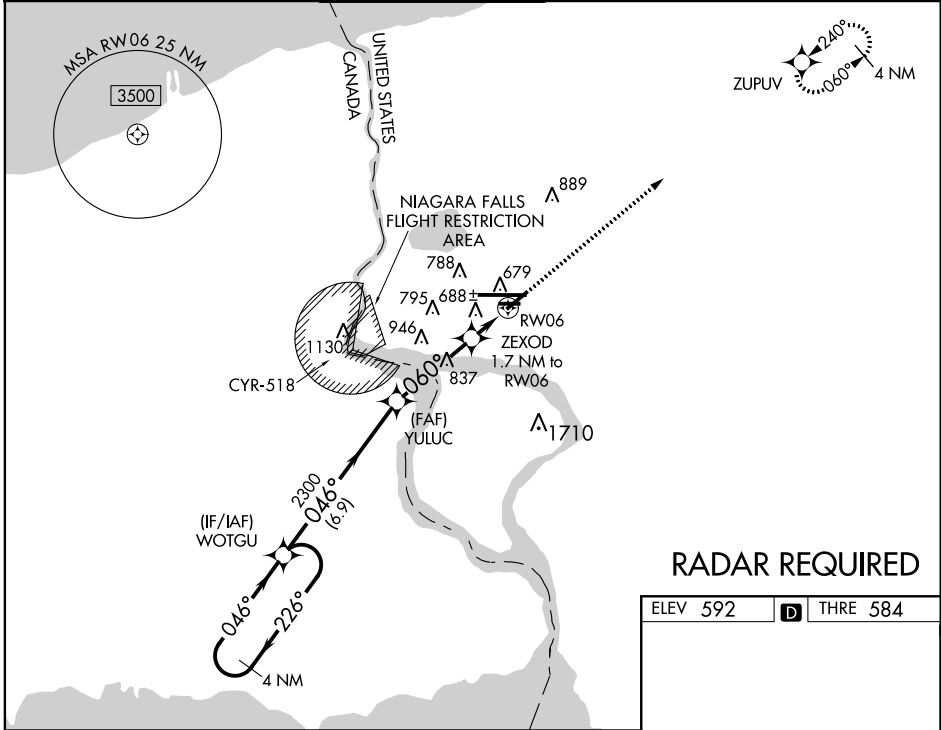 MSA RW06 25 NM
3500
UNITED STATES
CANADA
240°
060°
ZUPUV
4 NM
889
NIAGARA FALLS
FLIGHT RESTRICTION
AREA
788
679
795
688±
946
1130
RW06
ZEXOD
1.7 NM to
RW06
060°
837
CYR-518
(FAF)
YULUC
1710
2300
046°
(6.9)
(IF/IAF)
WOTGU
046°
226°
4 NM
RADAR REQUIRED
ELEV 592 D THRE 584